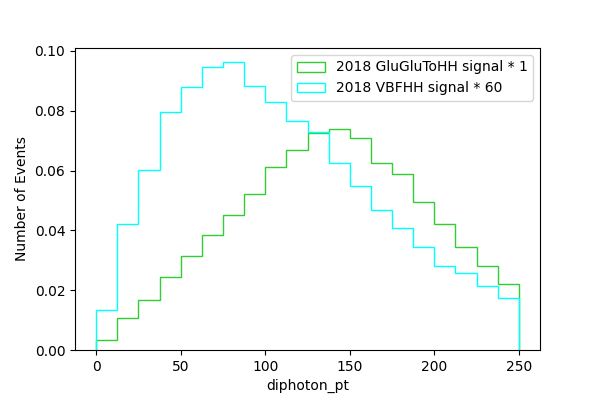 2018 GluGluToHH signal * 1
2018 VBFHH signal * 60
Number of Events
0.10
0.08
0.06
0.04
0.02
0.00
0 50 100 150 200 250
diphoton_pt